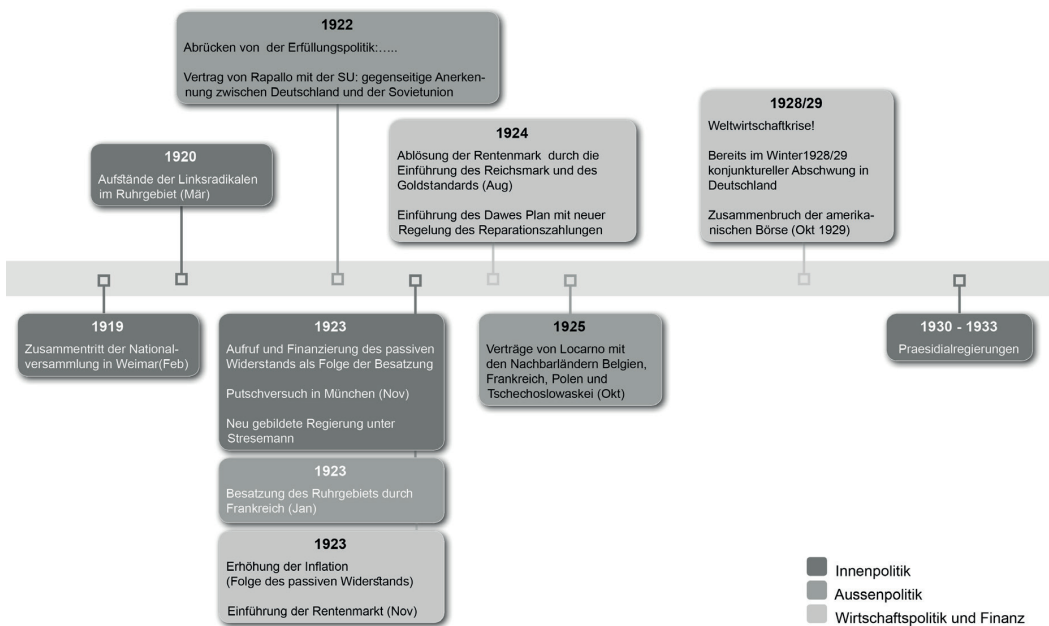 1922
Abrücken von der Erfüllungspolitik:.....
Vertrag von Rapallo mit der SU: gegenseitige Anerken-
nung zwischen Deutschland und der Sovietunion
1920
Aufstände der Linksradikalen
im Ruhrgebiet (Mär)
1924
Ablösung der Rentenmark durch die
Einführung des Reichsmark und des
Goldstandards (Aug)
Einführung des Dawes Plan mit neuer
Regelung des Reparationszahlungen
1928/29
Weltwirtschaftkrise!
Bereits im Winter1928/29
konjunktureller Abschwung in
Deutschland
Zusammenbruch der amerika-
nischen Börse (Okt 1929)
1919
Zusammentritt der National-
versammlung in Weimar(Feb)
1923
Aufruf und Finanzierung des passiven
Widerstands als Folge der Besatzung
Putschversuch in München (Nov)
Neu gebildete Regierung unter
Stresemann
1923
Besatzung des Ruhrgebiets durch
Frankreich (Jan)
1923
Erhöhung der Inflation
(Folge des passiven Widerstands)
Einführung der Rentenmarkt (Nov)
1925
Verträge von Locarno mit
den Nachbarländern Belgien,
Frankreich, Polen und
Tschechoslowaskei (Okt)
1930 - 1933
Praesidialregierungen
Innenpolitik
Aussenpolitik
Wirtschaftspolitik und Finanz